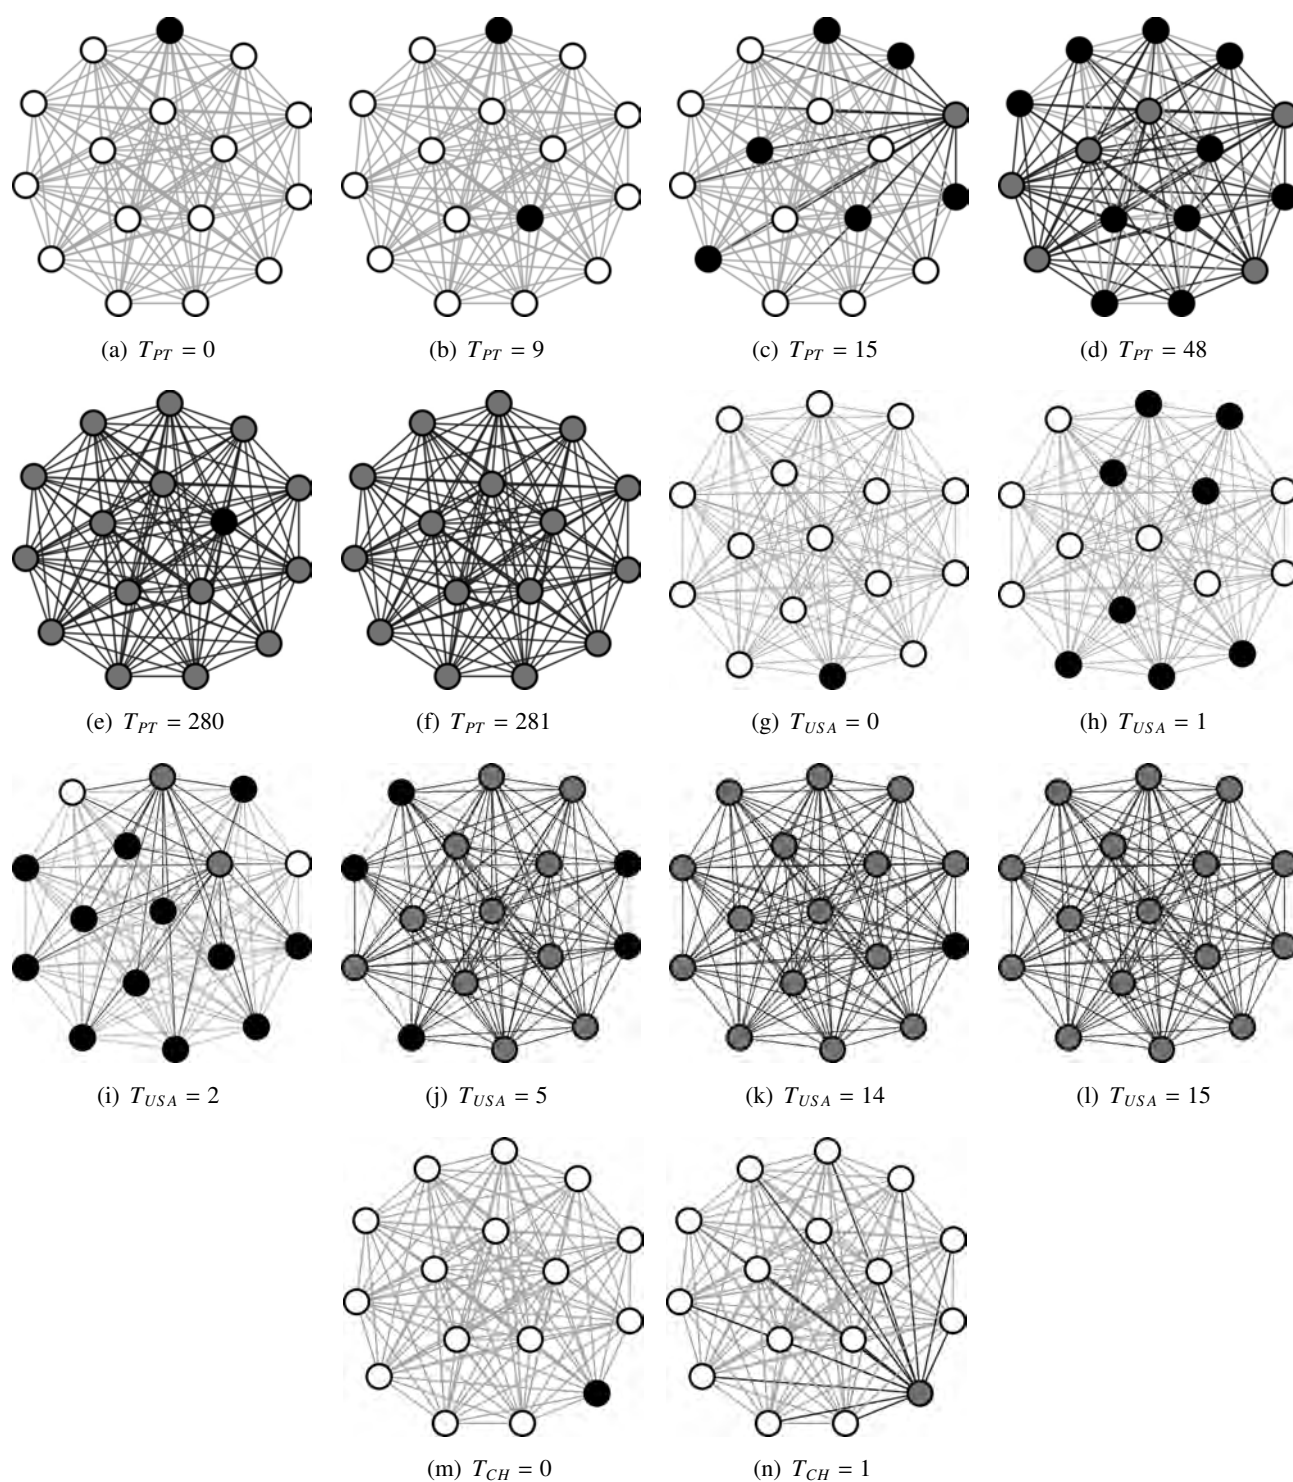 (a) T_PT = 0 (b) T_PT = 9 (c) T_PT = 15 (d) T_PT = 48
(e) T_PT = 280 (f) T_PT = 281 (g) T_USA = 0 (h) T_USA = 1
(i) T_USA = 2 (j) T_USA = 5 (k) T_USA = 14 (l) T_USA = 15
(m) T_CH = 0 (n) T_CH = 1